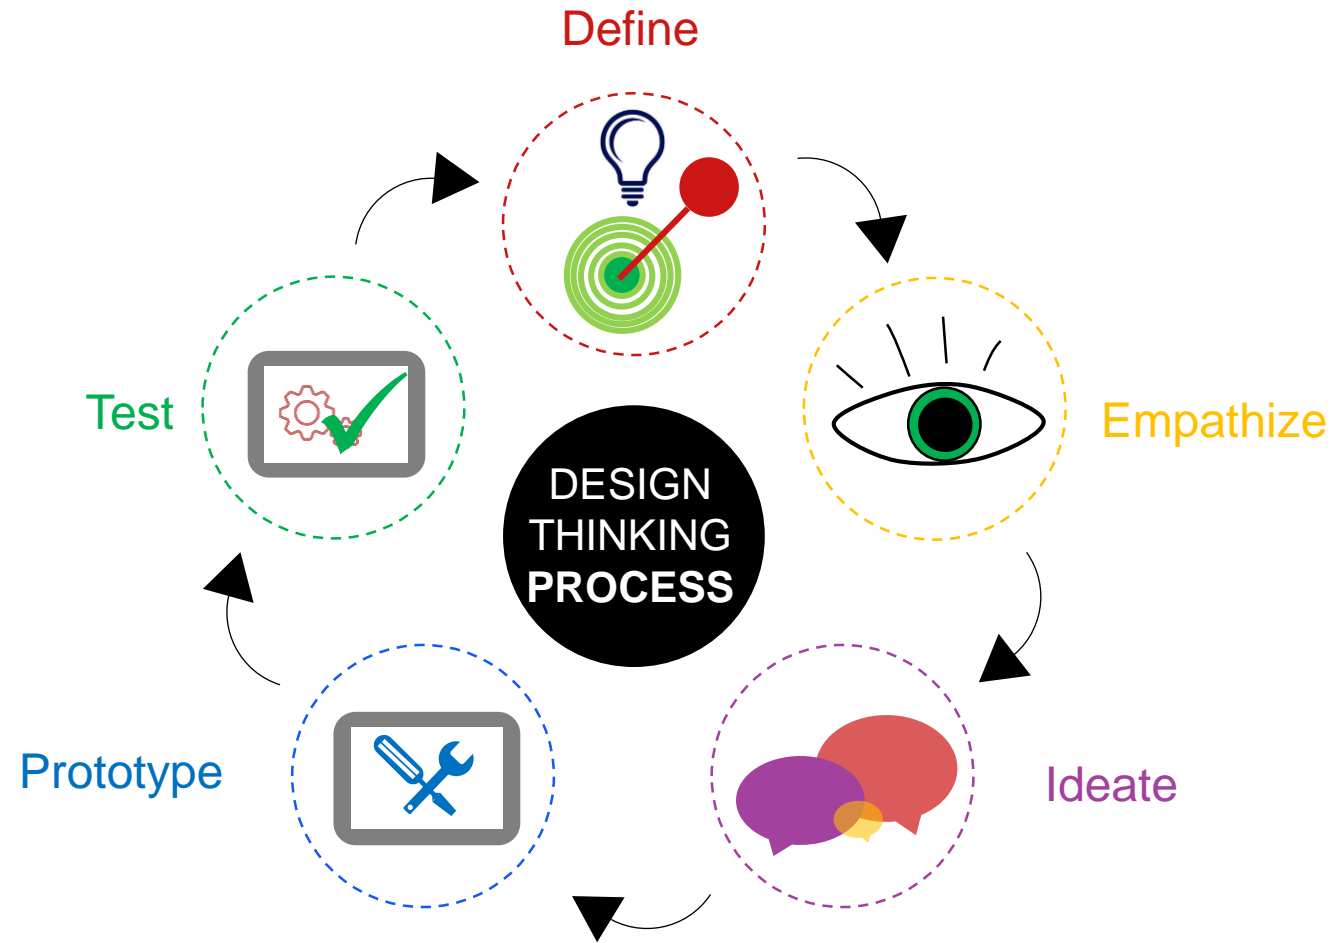 Define
Empathize
Ideate
Prototype
Test
DESIGN
THINKING
PROCESS